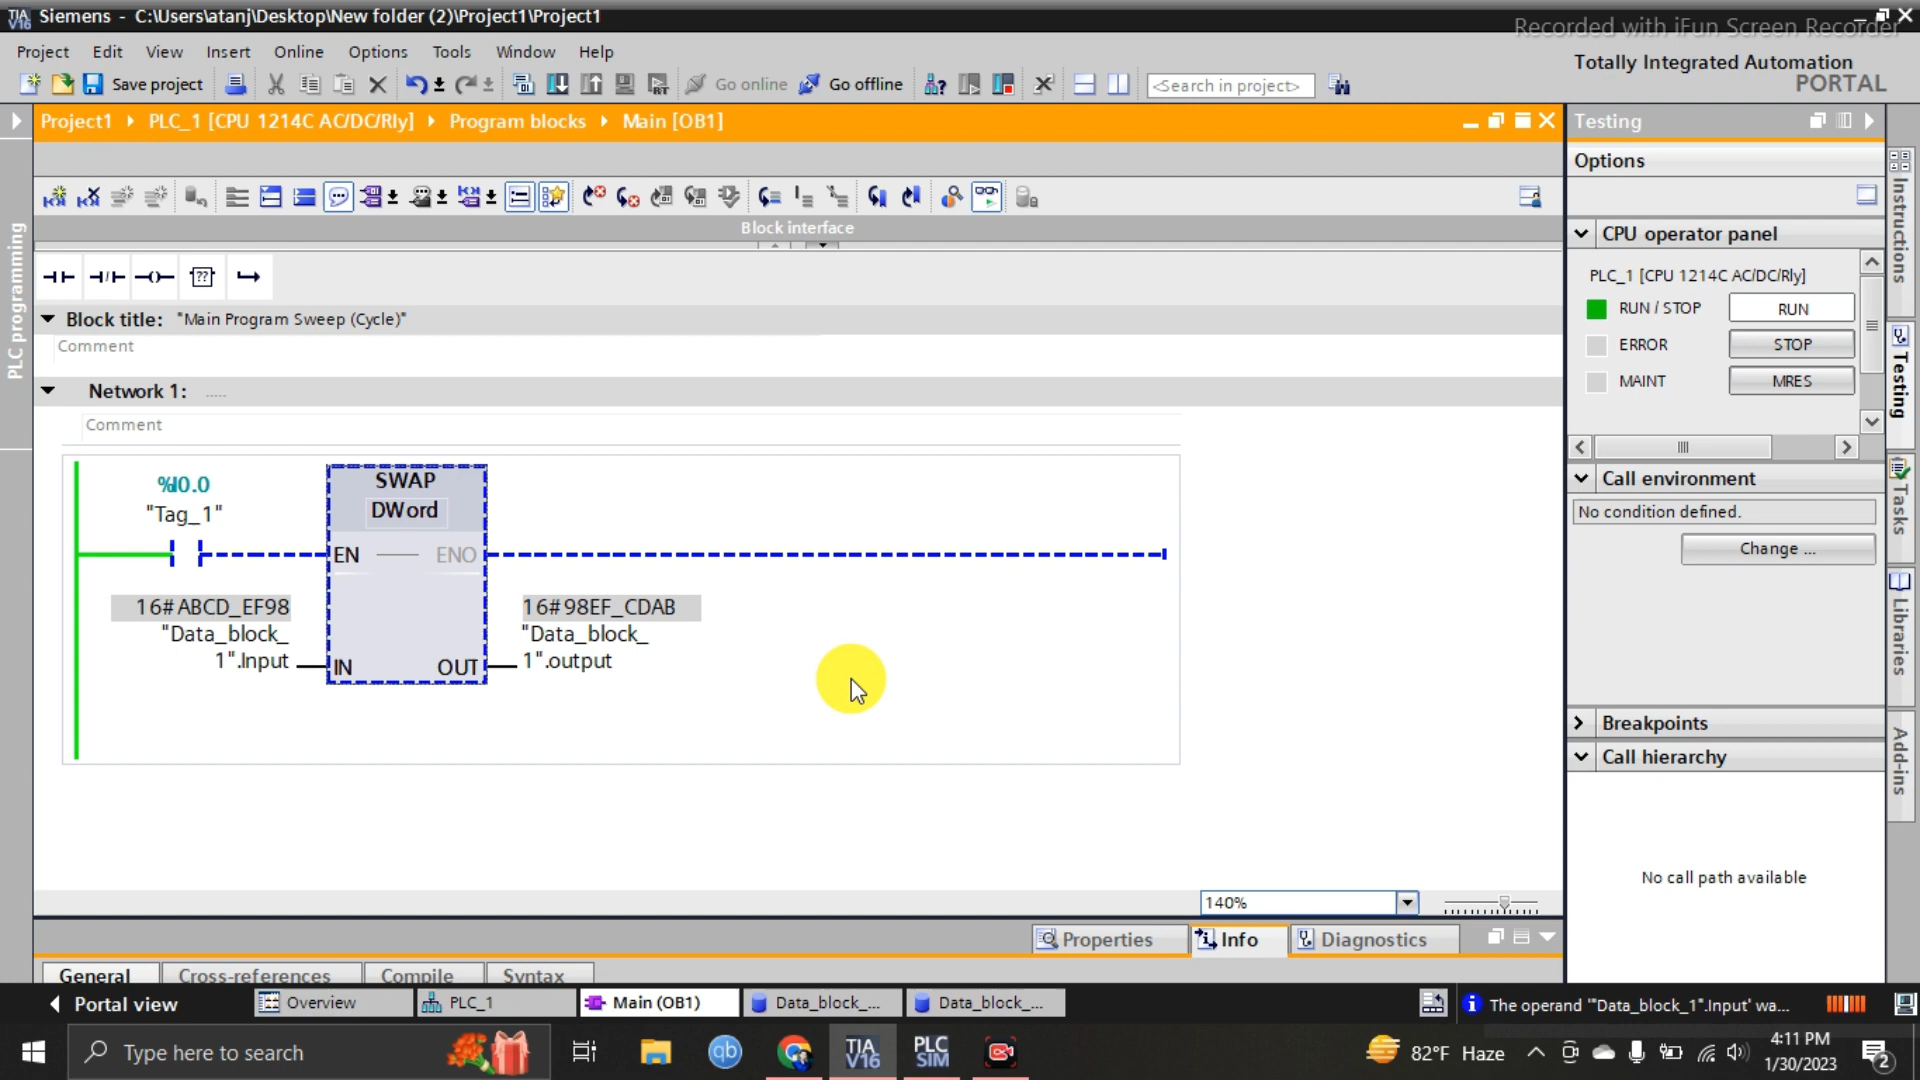 TIA V16 Siemens - C:\Users\atanj\Desktop\New folder (2)\Project1\Project1
Recorded with iFun Screen Recorder
Project Edit View Insert Online Options Tools Window Help
Totally Integrated Automation
PORTAL
Save project Go online Go offline <Search in project>
Project1 PLC_1 [CPU 1214C AC/DC/Rly] Program blocks Main [OB1]
Testing
Options
Block interface
CPU operator panel
PLC_1 [CPU 1214C AC/DC/Rly]
RUN / STOP RUN
ERROR STOP
MAINT MRES
??
Block title: "Main Program Sweep (Cycle)"
Comment
Network 1: .....
Comment
%I0.0
"Tag_1"
SWAP
DWord
EN ENO
16#ABCD_EF98
"Data_block_
1".Input
IN OUT
16#98EF_CDAB
"Data_block_
1".output
Call environment
No condition defined.
Change ...
Breakpoints
Call hierarchy
No call path available
PLC programming
Instructions
Testing
Tasks
Libraries
Add-ins
140%
Properties Info Diagnostics
General Cross-references Compile Syntax
Portal view Overview PLC_1 Main (OB1) Data_block_... Data_block_... The operand '"Data_block_1".Input' wa...
Type here to search qb TIA V16 PLC SIM 82°F Haze 4:11 PM
1/30/2023 2